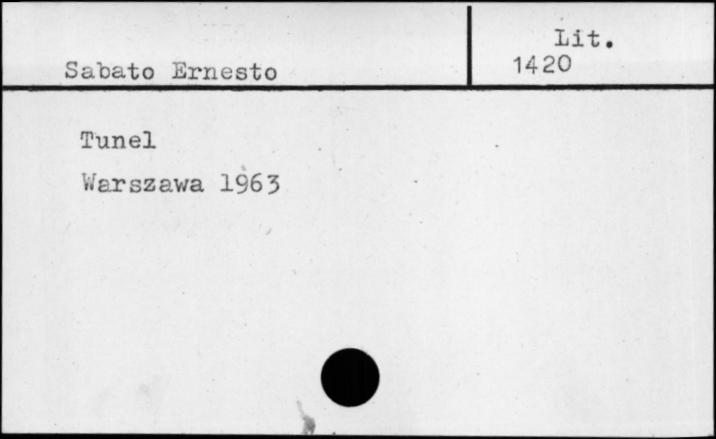 Lit.
Sabato Ernesto
1420
Tunel
Warszawa 1963